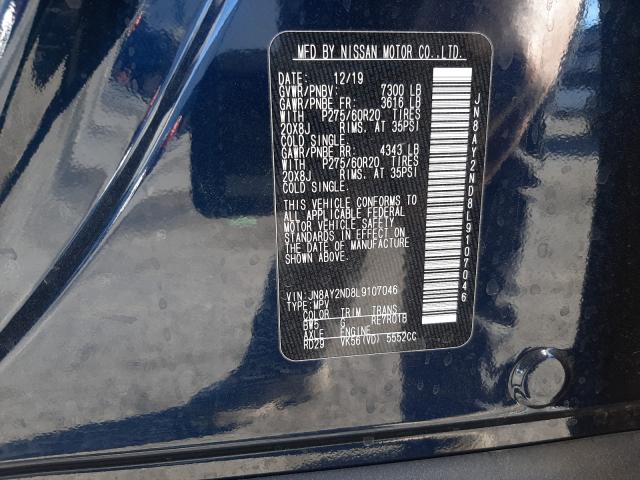 MFD BY NISSAN MOTOR CO.,LTD.
DATE: 12/19
GVWR/PNBV: 7300 LB
GAWR/PNBE FR: 3616 LB
WITH P275/60R20 TIRES
20X8J RIMS. AT 35PSI
COLD SINGLE.
GAWR/PNBE RR: 4343 LB
WITH P275/60R20 TIRES
20X8J RIMS. AT 35PSI
COLD SINGLE.
THIS VEHICLE CONFORMS TO
ALL APPLICABLE FEDERAL
MOTOR VEHICLE SAFETY
STANDARDS IN EFFECT ON
THE DATE OF MANUFACTURE
SHOWN ABOVE.
VIN:JN8AY2ND8L9107046
TYPE:MPV
COLOR TRIM TRANS
BW5 G RE7R01B
AXLE ENGINE
RD29 VK56(VD) 5552CC
JN8AY2ND8L9107046